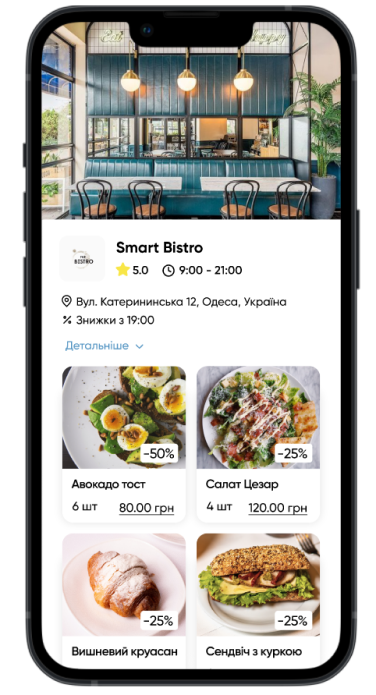 Smart Bistro
THE
BISTRO
5.0 9:00 - 21:00
Вул. Катерининська 12, Одеса, Україна
Знижки з 19:00
Детальніше
-50% -25%
Авокадо тост Салат Цезар
6 шт 80.00 грн 4 шт 120.00 грн
-25% -25%
Вишневий круасан Сендвіч з куркою